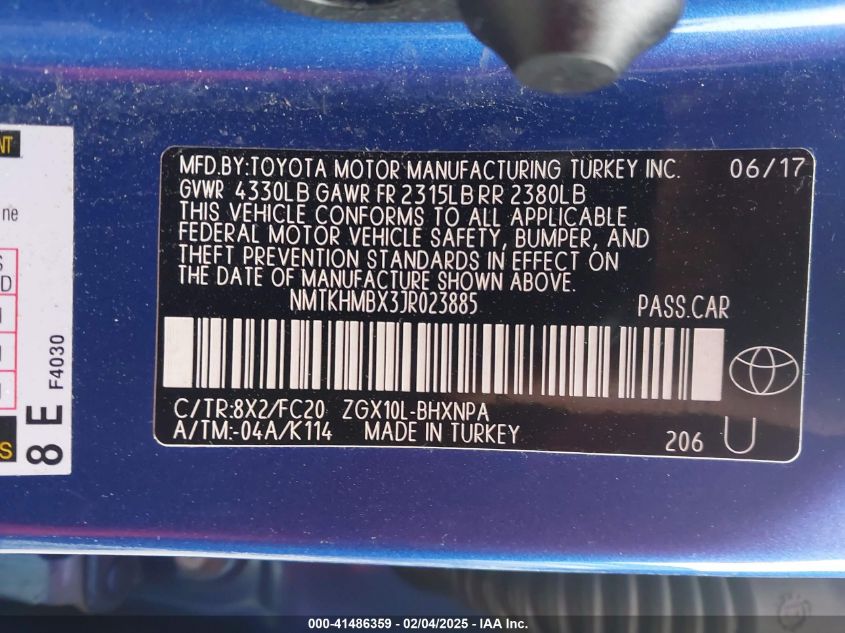 MFD.BY:TOYOTA MOTOR MANUFACTURING TURKEY INC. 06/17
GVWR 4330LB GAWR FR 2315LB RR 2380LB
THIS VEHICLE CONFORMS TO ALL APPLICABLE
FEDERAL MOTOR VEHICLE SAFETY, BUMPER, AND
THEFT PREVENTION STANDARDS IN EFFECT ON
THE DATE OF MANUFACTURE SHOWN ABOVE.
NMTKHMBX3JR023885 PASS.CAR
C/TR:8X2/FC20 ZGX10L-BHXNPA
A/TM:-04A/K114 MADE IN TURKEY 206 U
8 E F4030
000-41486359 - 02/04/2025 - IAAI.com